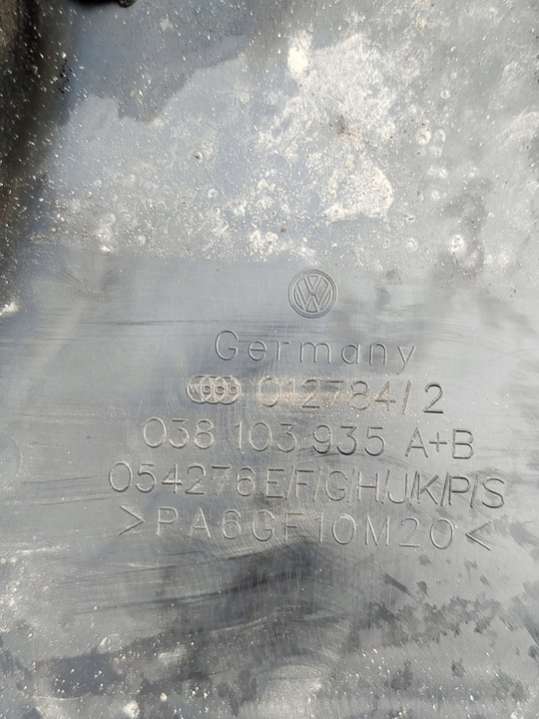 Germany
012784/2
038 103 935 A+B
054276E/F/G/H/J/K/P/S
>PA6GF10M20<